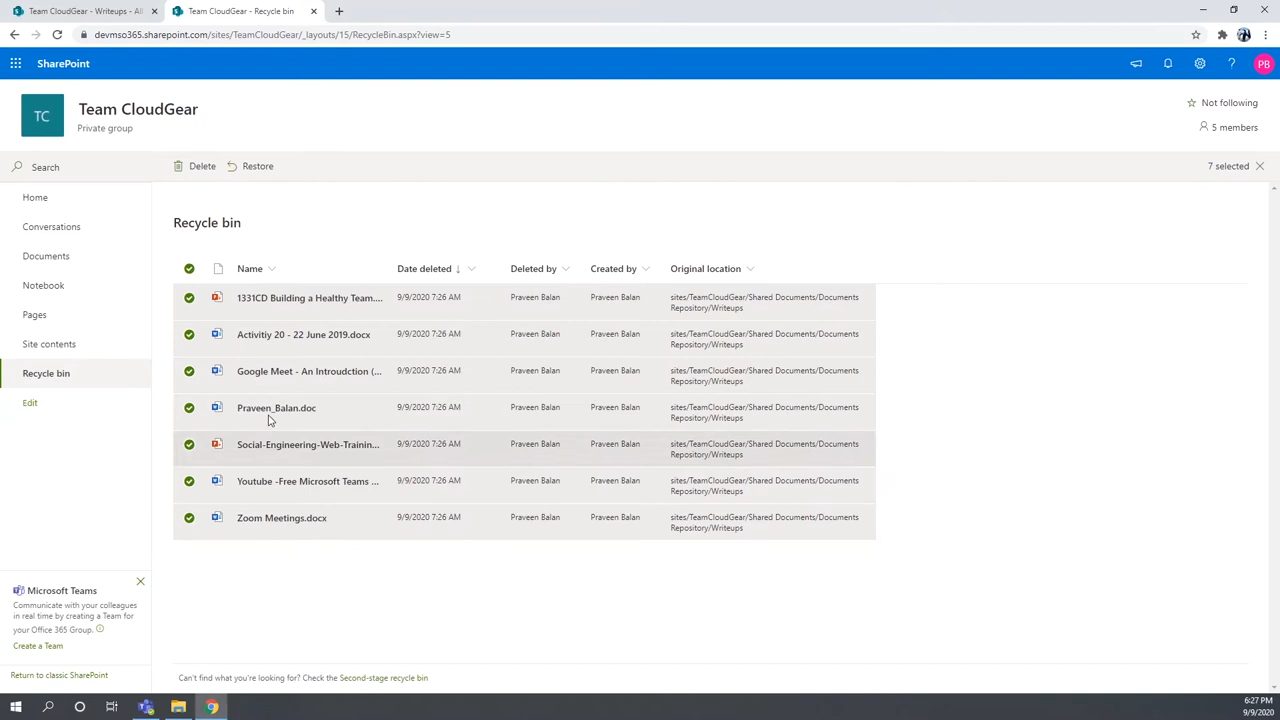 Team CloudGear - Writeups - All
Team CloudGear - Recycle bin
devmso365.sharepoint.com/sites/TeamCloudGear/_layouts/15/RecycleBin.aspx?view=5
SharePoint
PB
TC
Team CloudGear
Private group
Not following
5 members
Search
Delete
Restore
7 selected
Home
Conversations
Documents
Notebook
Pages
Site contents
Recycle bin
Edit
Recycle bin
Name
Date deleted
Deleted by
Created by
Original location
1331CD Building a Healthy Team....
9/9/2020 7:26 AM
Praveen Balan
Praveen Balan
sites/TeamCloudGear/Shared Documents/Documents
Repository/Writeups
Activitiy 20 - 22 June 2019.docx
9/9/2020 7:26 AM
Praveen Balan
Praveen Balan
sites/TeamCloudGear/Shared Documents/Documents
Repository/Writeups
Google Meet - An Introudction (...
9/9/2020 7:26 AM
Praveen Balan
Praveen Balan
sites/TeamCloudGear/Shared Documents/Documents
Repository/Writeups
Praveen_Balan.doc
9/9/2020 7:26 AM
Praveen Balan
Praveen Balan
sites/TeamCloudGear/Shared Documents/Documents
Repository/Writeups
Social-Engineering-Web-Trainin...
9/9/2020 7:26 AM
Praveen Balan
Praveen Balan
sites/TeamCloudGear/Shared Documents/Documents
Repository/Writeups
Youtube -Free Microsoft Teams ...
9/9/2020 7:26 AM
Praveen Balan
Praveen Balan
sites/TeamCloudGear/Shared Documents/Documents
Repository/Writeups
Zoom Meetings.docx
9/9/2020 7:26 AM
Praveen Balan
Praveen Balan
sites/TeamCloudGear/Shared Documents/Documents
Repository/Writeups
Microsoft Teams
Communicate with your colleagues
in real time by creating a Team for
your Office 365 Group.
Create a Team
Return to classic SharePoint
Can't find what you're looking for? Check the Second-stage recycle bin
6:27 PM
9/9/2020